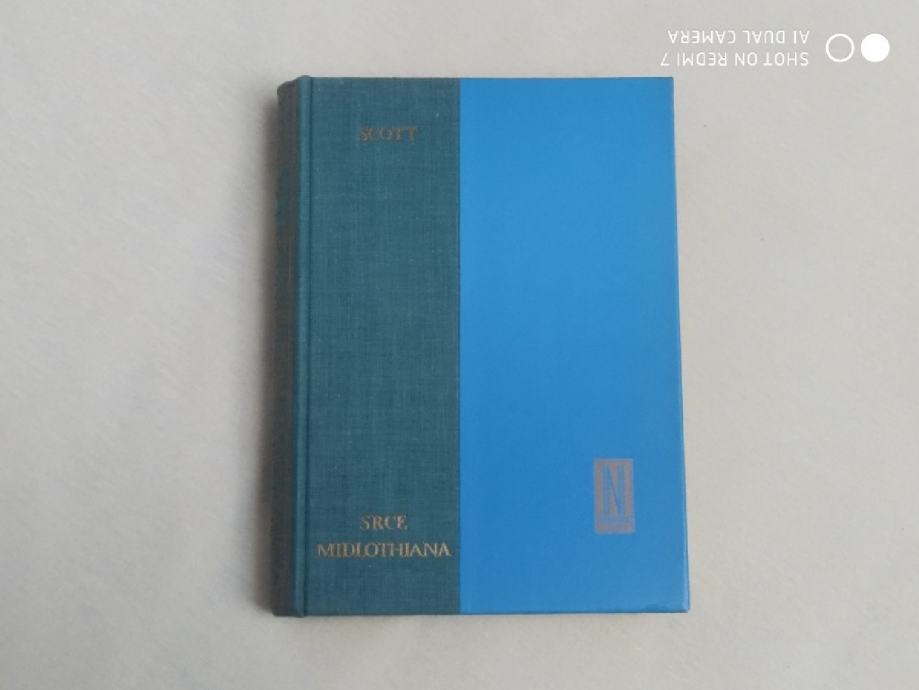 SHOT ON REDMI 7
AI DUAL CAMERA
SCOTT
SRCE
MIDLOTHIANA
N